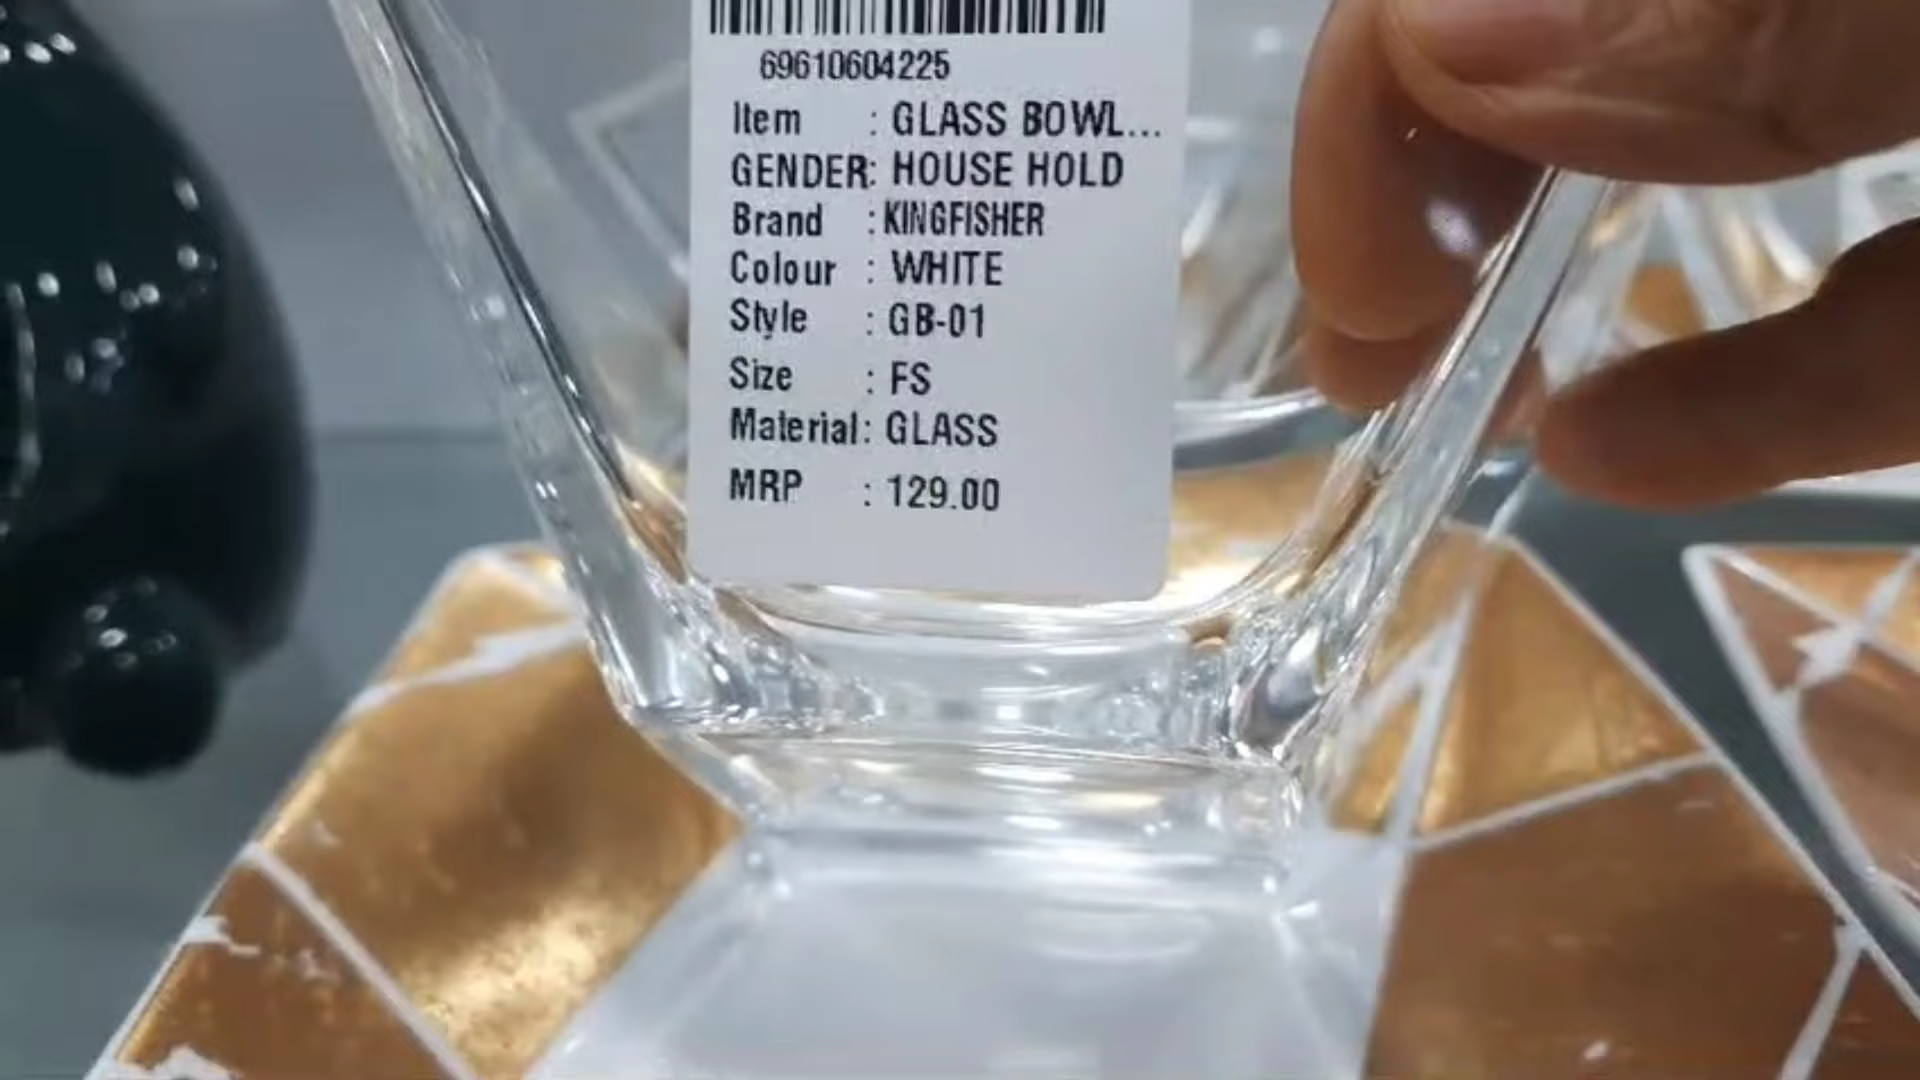 69610604225
Item : GLASS BOWL...
GENDER: HOUSE HOLD
Brand : KINGFISHER
Colour : WHITE
Style : GB-01
Size : FS
Material: GLASS
MRP : 129.00